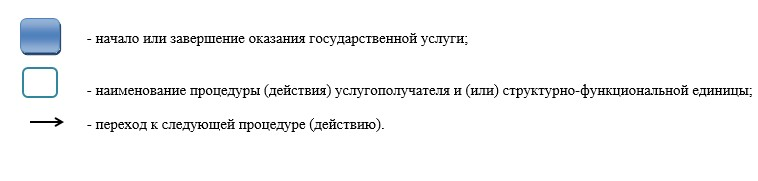 - начало или завершение оказания государственной услуги;
- наименование процедуры (действия) услугополучателя и (или) структурно-функциональной единицы;
- переход к следующей процедуре (действию).